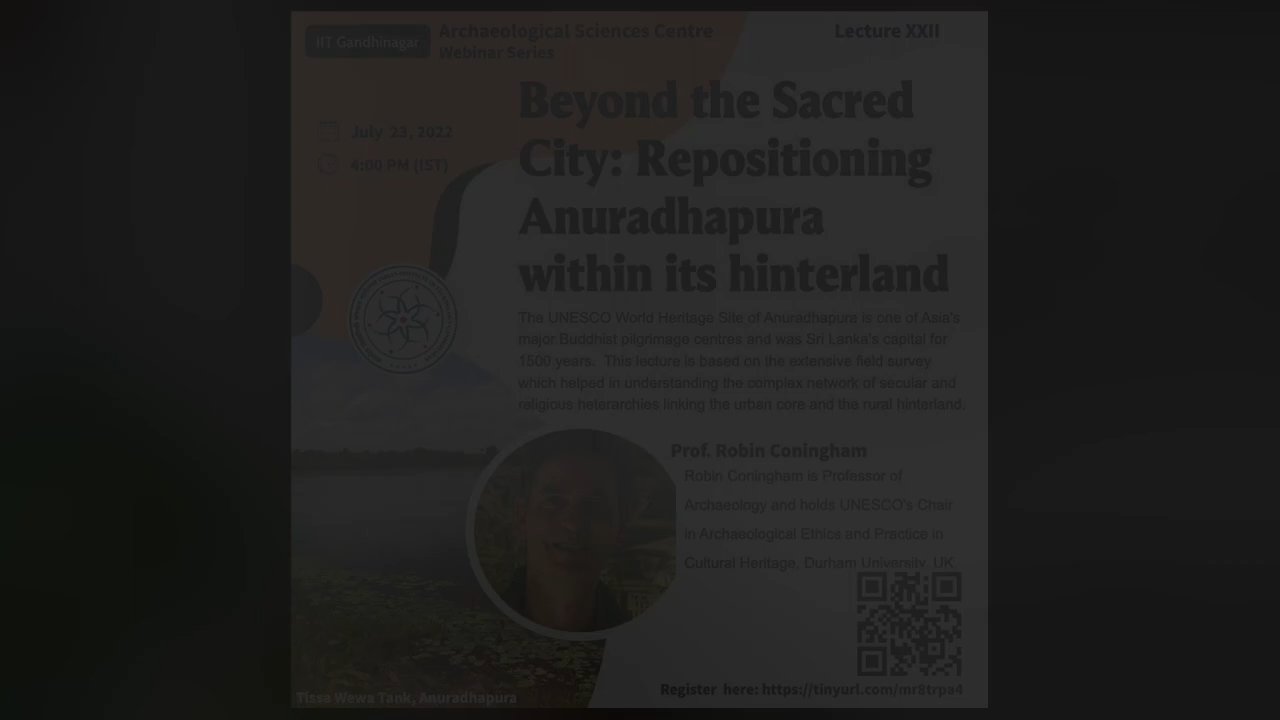 IIT Gandhinagar
Archaeological Sciences Centre
Webinar Series
Lecture XXII
July 23, 2022
4:00 PM (IST)
Beyond the Sacred
City: Repositioning
Anuradhapura
within its hinterland
The UNESCO World Heritage Site of Anuradhapura is one of Asia's
major Buddhist pilgrimage centres and was Sri Lanka's capital for
1500 years. This lecture is based on the extensive field survey
which helped in understanding the complex network of secular and
religious heterarchies linking the urban core and the rural hinterland.
Prof. Robin Coningham
Robin Coningham is Professor of
Archaeology and holds UNESCO's Chair
in Archaeological Ethics and Practice in
Cultural Heritage, Durham University, UK.
Register here: https://tinyurl.com/mr8trpa4
Tissa Wewa Tank, Anuradhapura